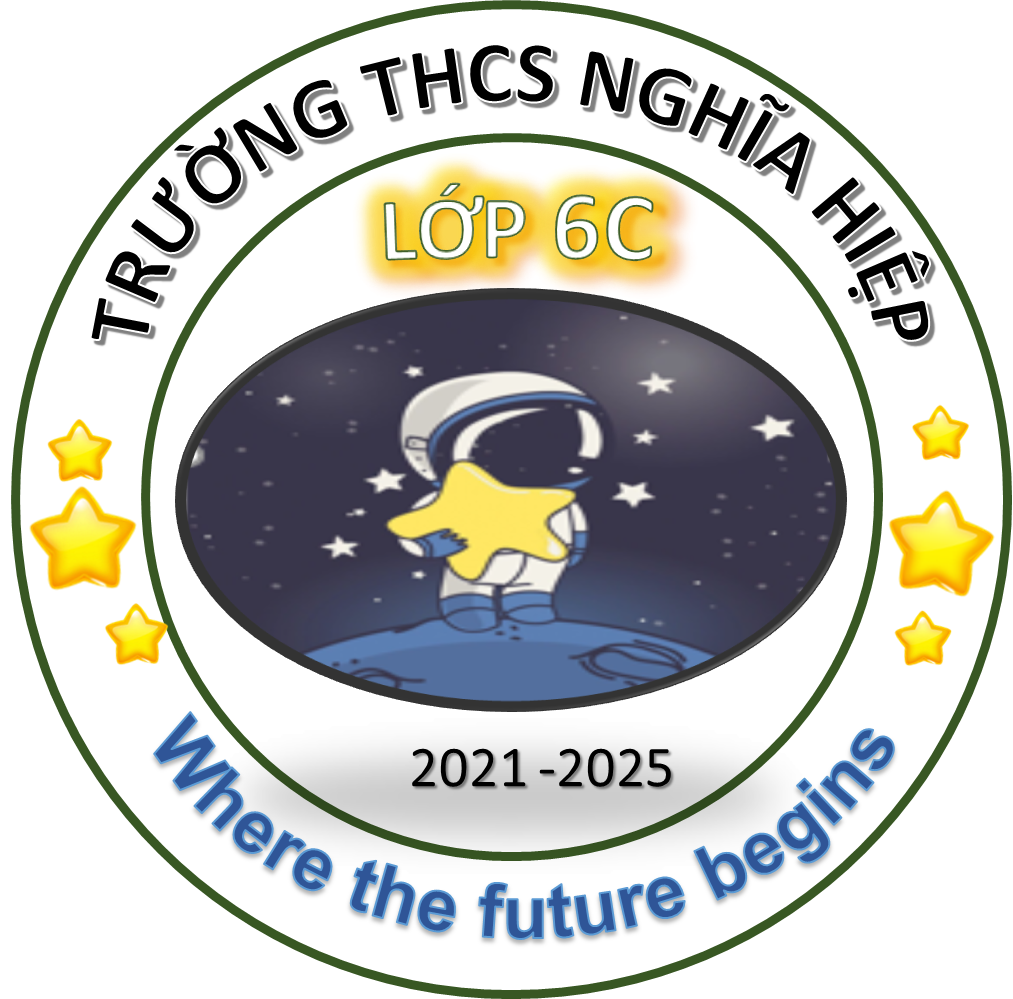 TRƯỜNG THCS NGHĨA HIỆP
LỚP 6C
2021 -2025
Where the future begins